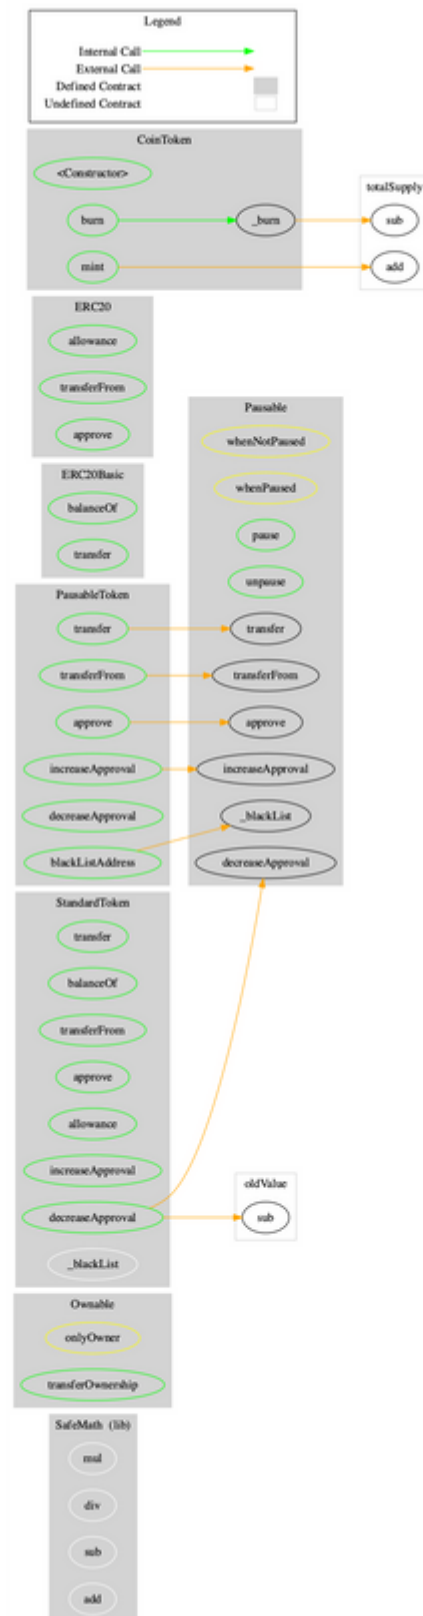 Legend
Internal Call
External Call
Defined Contract
Undefined Contract
CoinToken
<Constructor>
burn
_burn
mint
totalSupply
sub
add
ERC20
allowance
transferFrom
approve
ERC20Basic
balanceOf
transfer
Pausable
whenNotPaused
whenPaused
pause
unpause
transfer
transferFrom
approve
increaseApproval
_blackList
decreaseApproval
PausableToken
transfer
transferFrom
approve
increaseApproval
decreaseApproval
blackListAddress
StandardToken
transfer
balanceOf
transferFrom
approve
allowance
increaseApproval
decreaseApproval
_blackList
oldValue
sub
Ownable
onlyOwner
transferOwnership
SafeMath (lib)
mul
div
sub
add